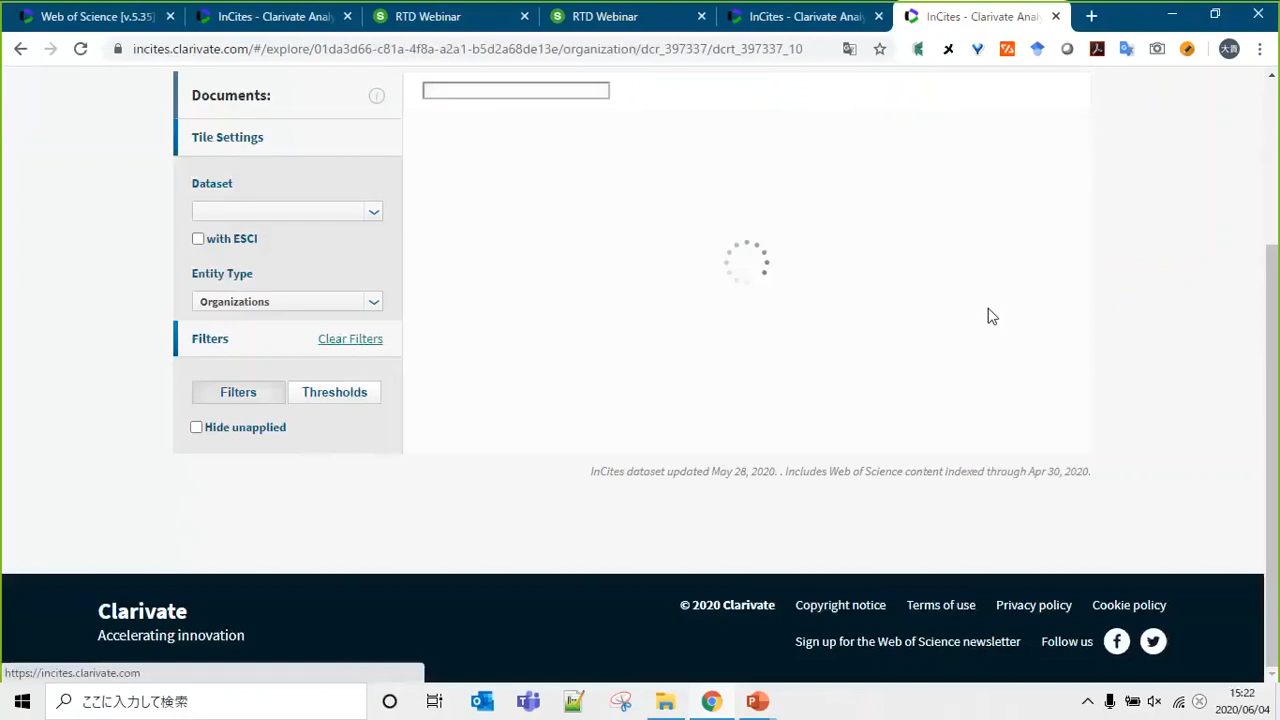 Web of Science [v.5.35]
InCites - Clarivate Anal
RTD Webinar
RTD Webinar
InCites - Clarivate Anal
InCites - Clarivate Anal
incites.clarivate.com/#/explore/01da3d66-c81a-4f8a-a2a1-b5d2a68de13e/organization/dcr_397337/dcrt_397337_10
大貴
Documents:
Tile Settings
Dataset
with ESCI
Entity Type
Organizations
Filters
Clear Filters
Filters
Thresholds
Hide unapplied
InCites dataset updated May 28, 2020. . Includes Web of Science content indexed through Apr 30, 2020.
Clarivate
Accelerating innovation
© 2020 Clarivate
Copyright notice
Terms of use
Privacy policy
Cookie policy
Sign up for the Web of Science newsletter
Follow us
https://incites.clarivate.com
ここに入力して検索
15:22
2020/06/04